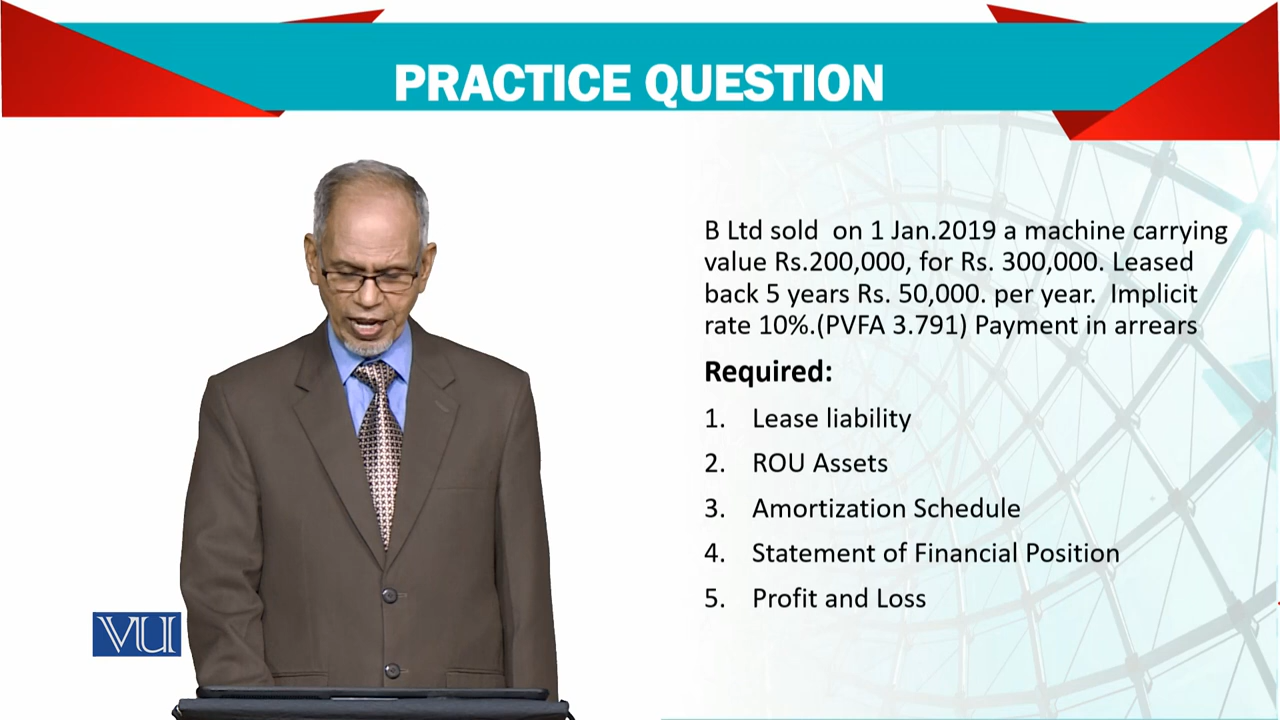 PRACTICE QUESTION
B Ltd sold on 1 Jan.2019 a machine carrying
value Rs.200,000, for Rs. 300,000. Leased
back 5 years Rs. 50,000. per year. Implicit
rate 10%.(PVFA 3.791) Payment in arrears
Required:
1. Lease liability
2. ROU Assets
3. Amortization Schedule
4. Statement of Financial Position
5. Profit and Loss
VU